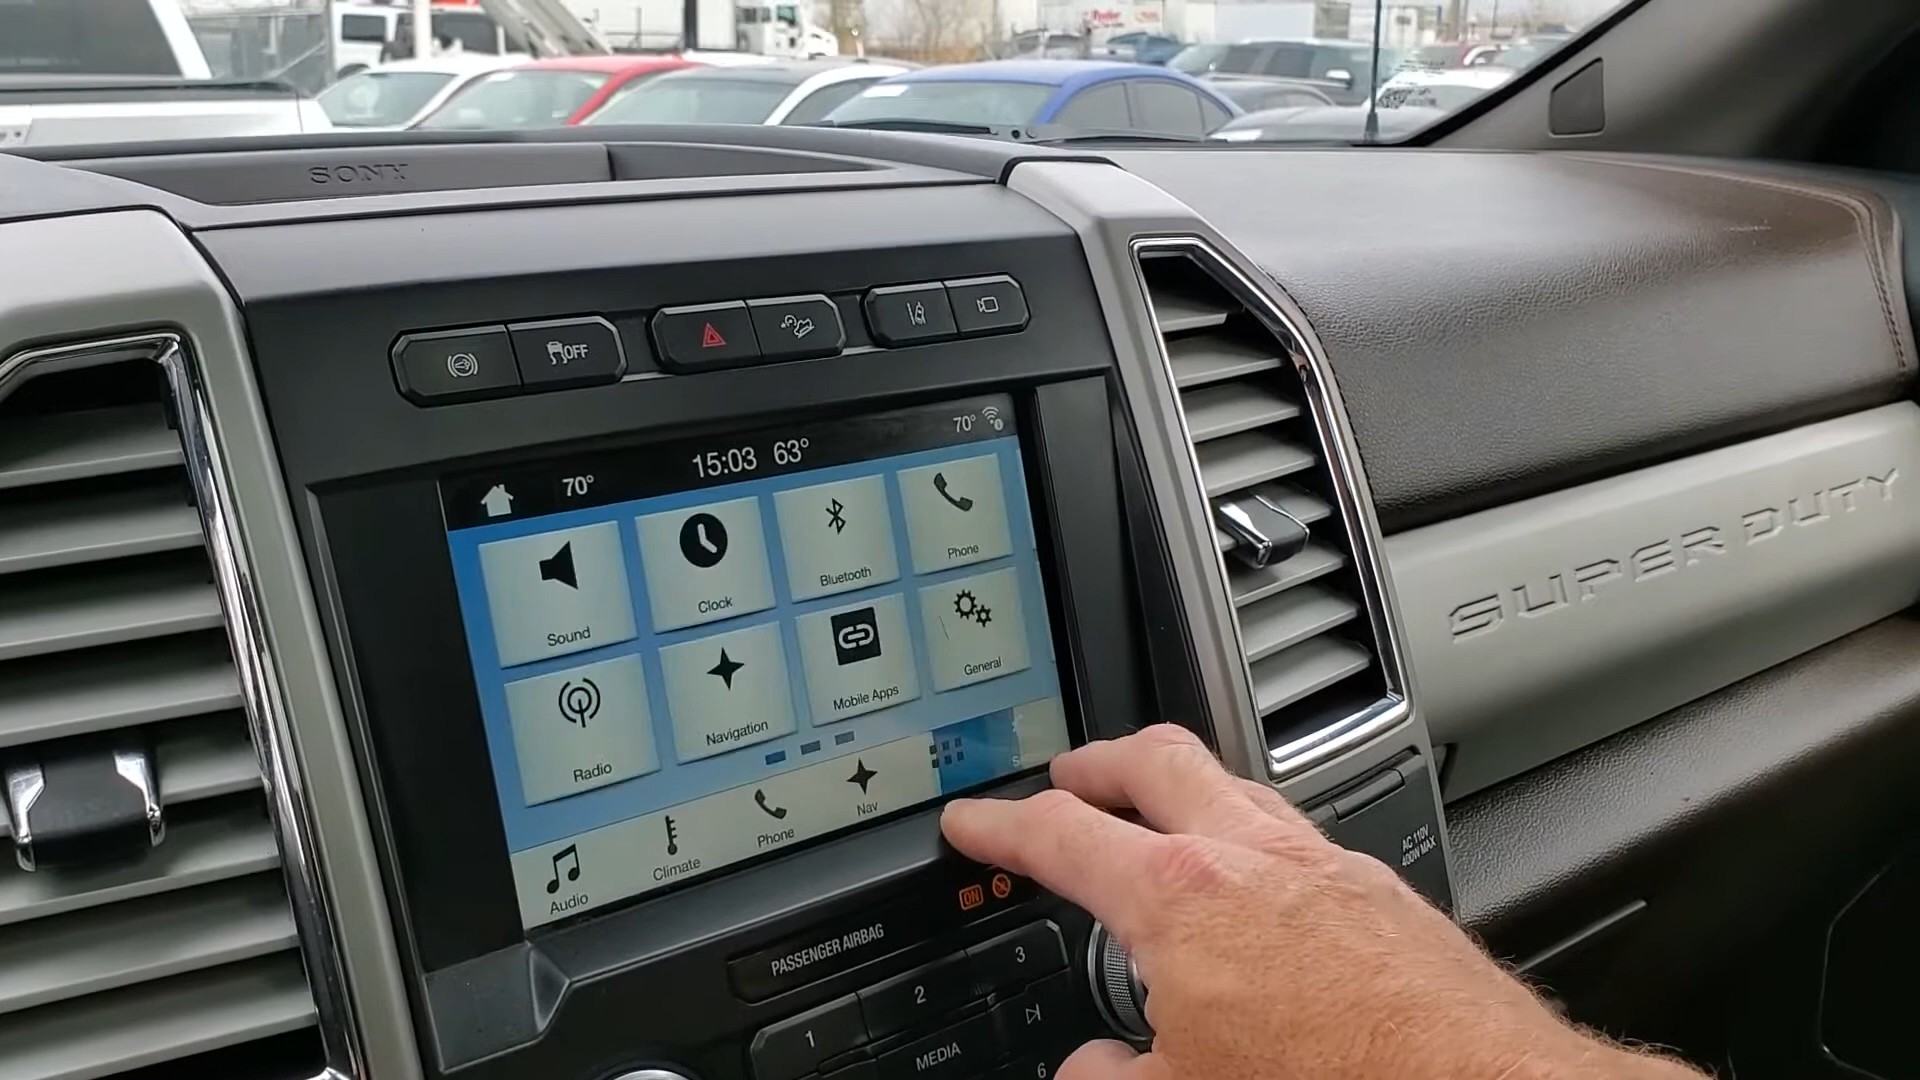 Ryder
SONY
OFF
70°
15:03 63°
70°
Sound
Clock
Bluetooth
Phone
Radio
Navigation
Mobile Apps
General
Audio
Climate
Phone
Nav
SUPER DUTY
AC 110V
400W MAX
ON
PASSENGER AIRBAG
1
2
3
MEDIA
6